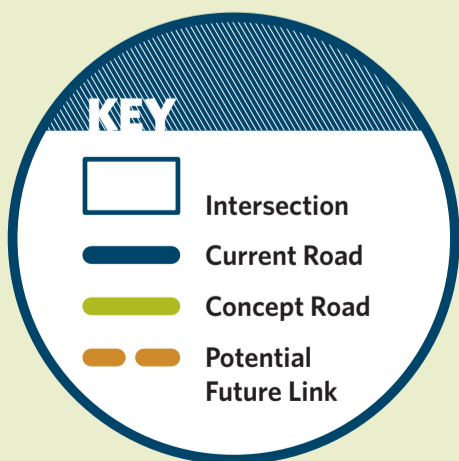 KEY
Intersection
Current Road
Concept Road
Potential
Future Link